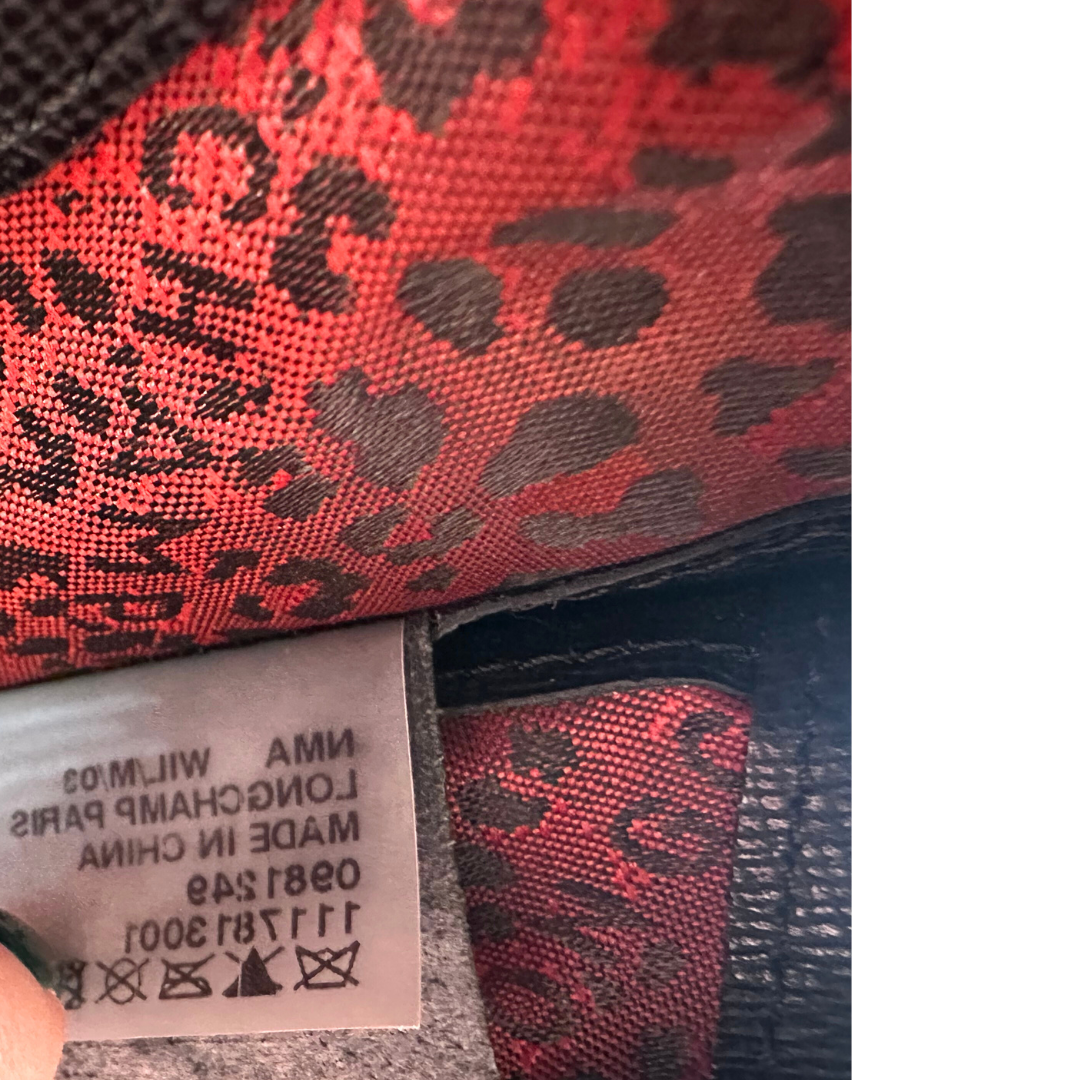 NMA WIL/M/03
LONGCHAMP PARIS
MADE IN CHINA
0981249
1117813001